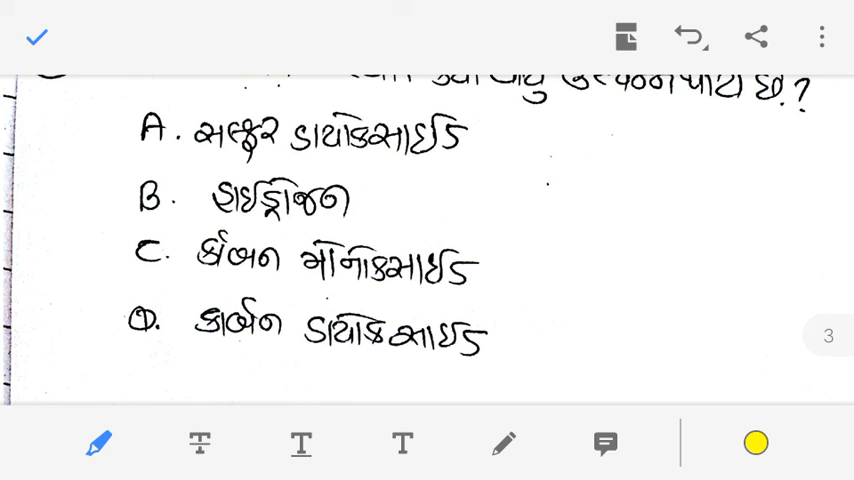 છે.?
A. સલ્ફર ડાયોક્સાઈડ
B. હાઈડ્રોજન
C. ર્કાબન મોનોક્સાઈડ
D. કાર્બન ડાયોક્સાઈડ
3